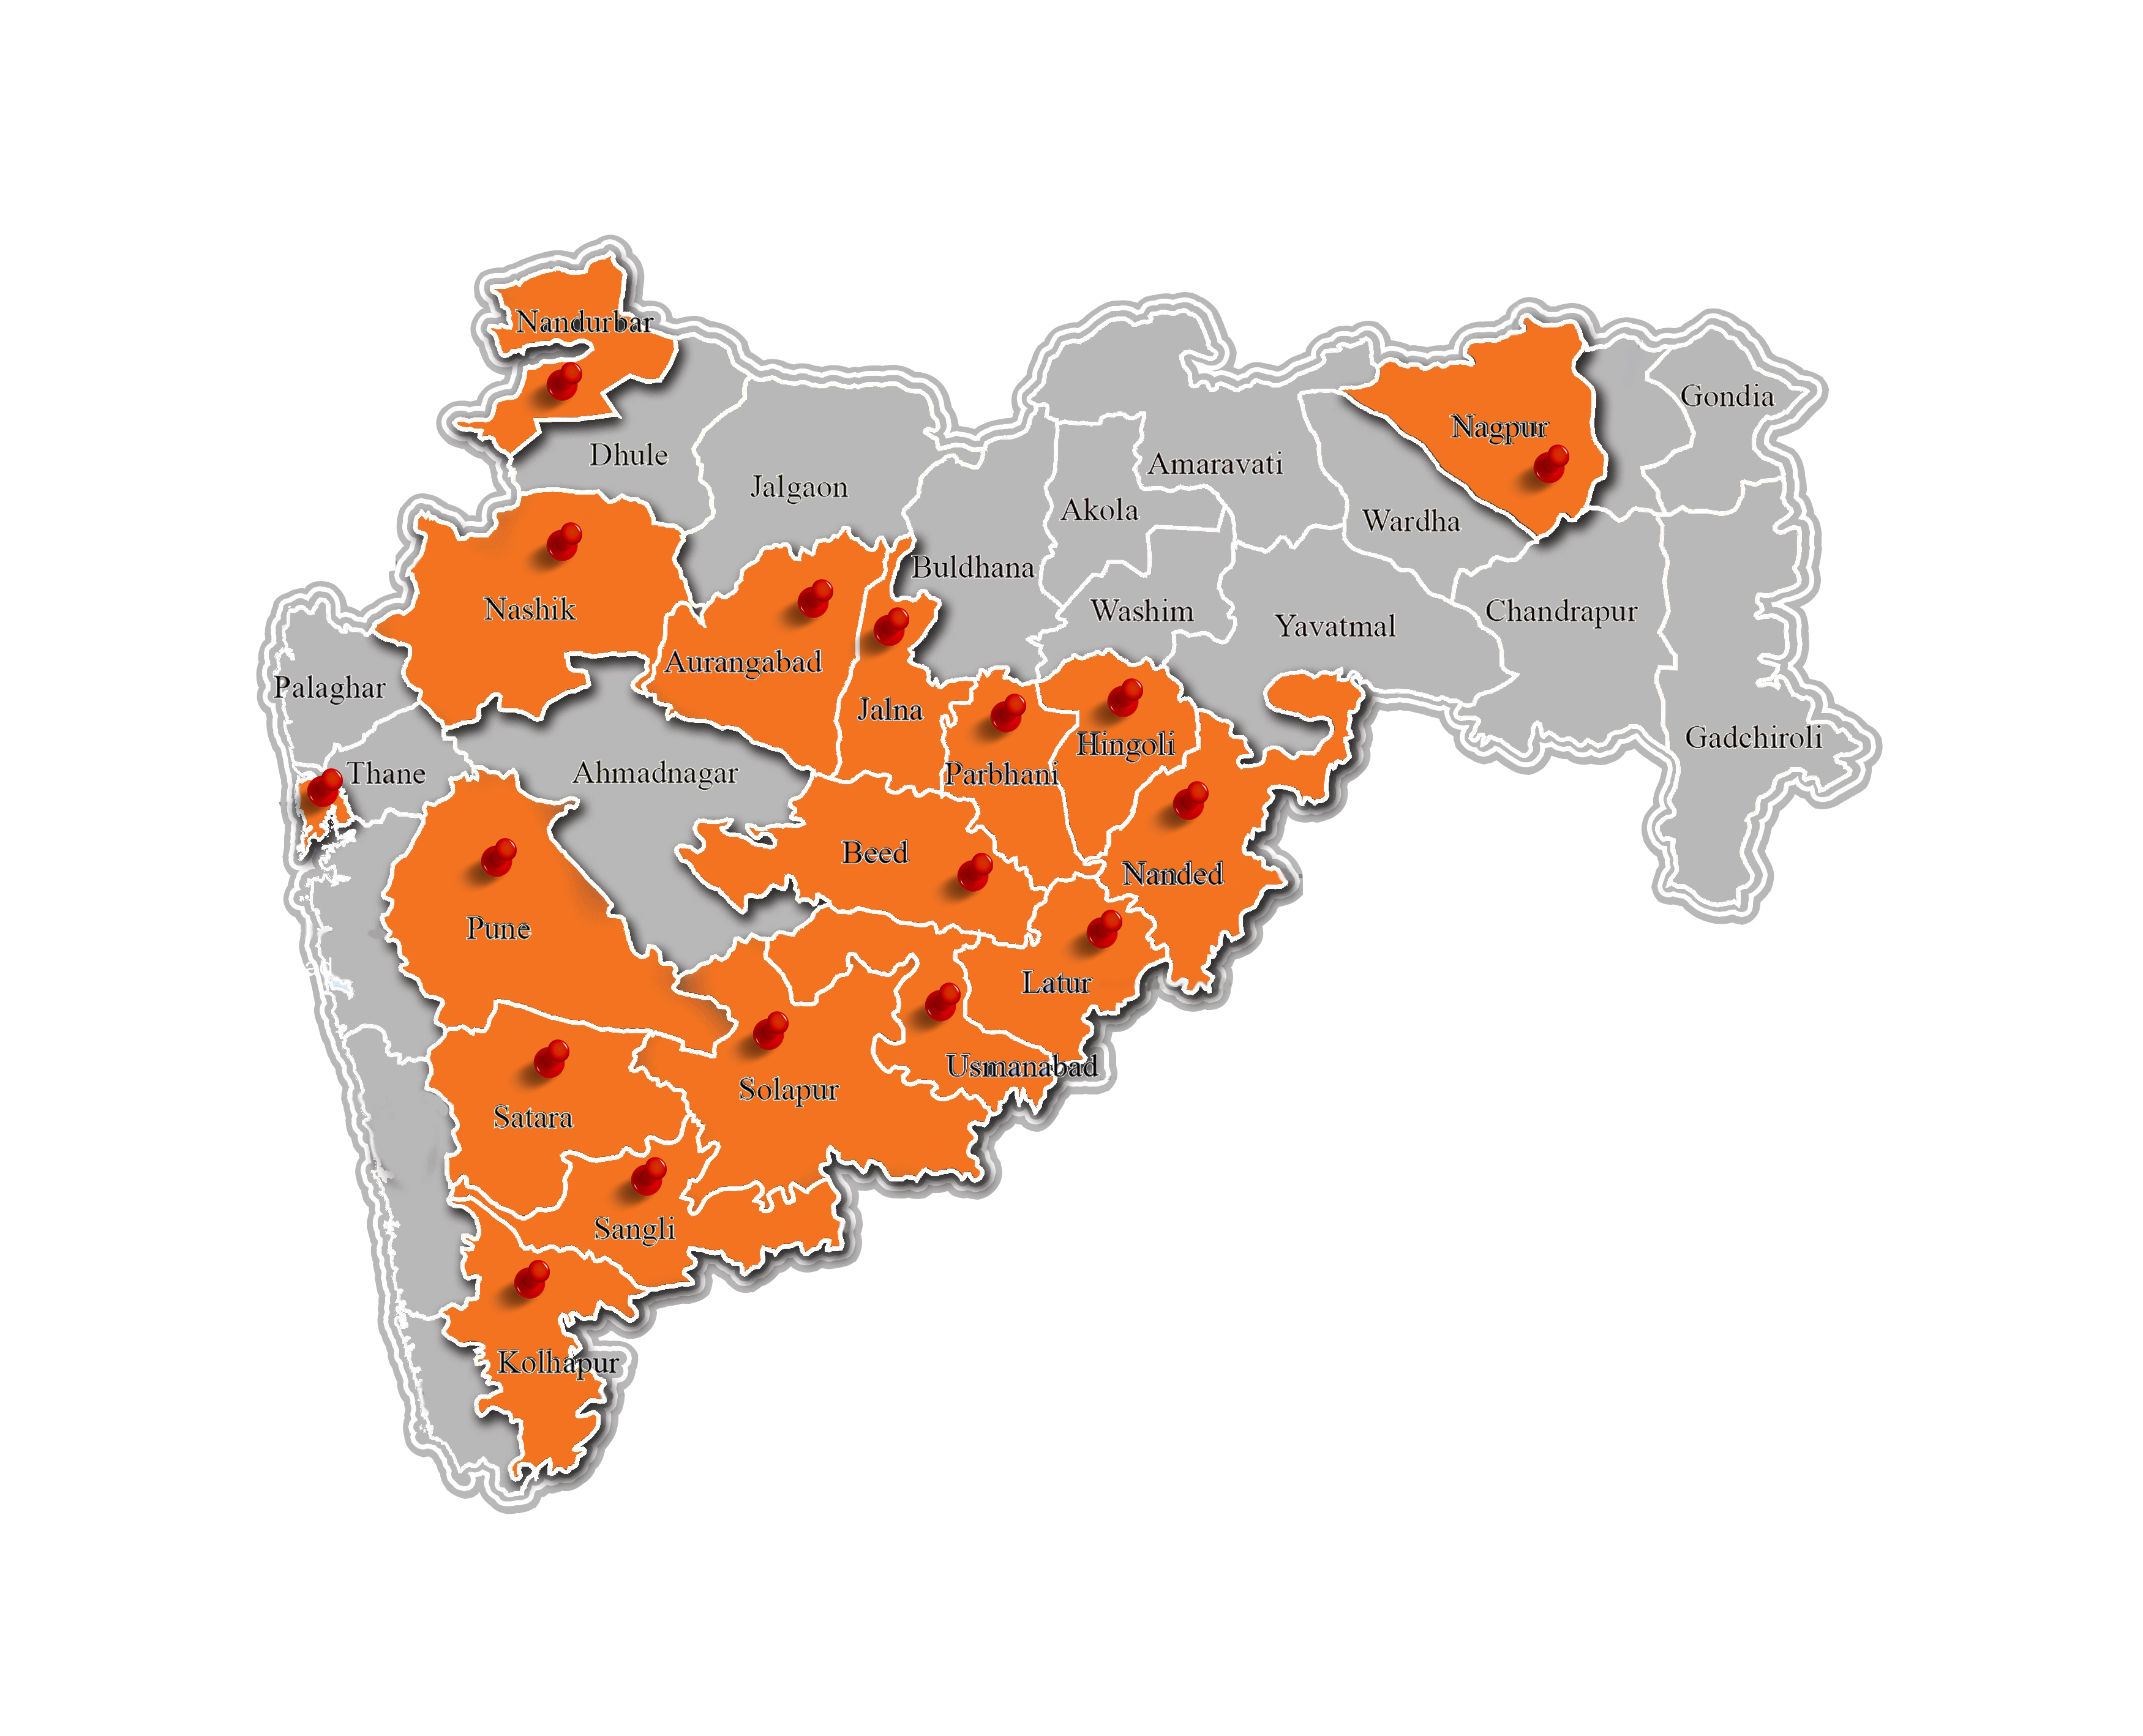 Nandurbar
Gondia
Nagpur
Dhule
Amaravati
Jalgaon
Akola
Wardha
Buldhana
Nashik
Washim
Chandrapur
Yavatmal
Aurangabad
Palaghar
Jalna
Gadchiroli
Hingoli
Thane
Ahmadnagar
Parbhani
Beed
Nanded
Pune
Latur
Usmanabad
Solapur
Satara
Sangli
Kolhapur